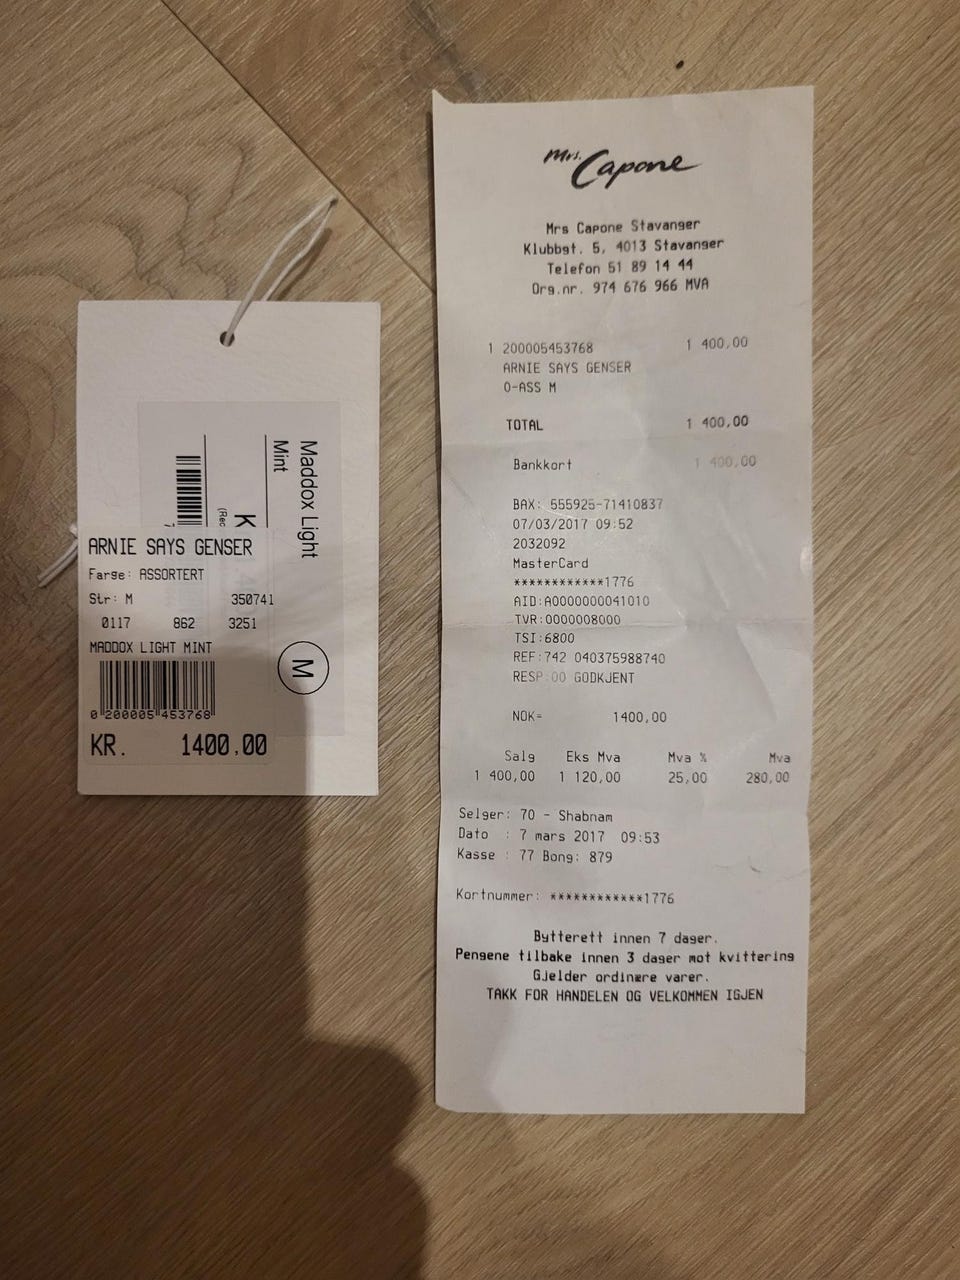 Maddox Light
Mint
K
(Rec
7
ARNIE SAYS GENSER
Farge: ASSORTERT
Str: M 350741
0117 862 3251
MADDOX LIGHT MINT
0 200005 453768
KR. 1400,00
M
Mrs. Capone
Mrs Capone Stavanger
Klubbgt. 5, 4013 Stavanger
Telefon 51 89 14 44
Org.nr. 974 676 966 MVA
1 200005453768 1 400,00
ARNIE SAYS GENSER
O-ASS M
TOTAL 1 400,00
Bankkort 1 400,00
BAX: 555925-71410837
07/03/2017 09:52
2032092
MasterCard
************1776
AID:A0000000041010
TVR:0000008000
TSI:6800
REF:742 040375988740
RESP:00 GODKJENT
NOK= 1400,00
Salg Eks Mva Mva % Mva
1 400,00 1 120,00 25,00 280,00
Selger: 70 - Shabnam
Dato : 7 mars 2017 09:53
Kasse : 77 Bong: 879
Kortnummer: ************1776
Bytterett innen 7 dager.
Pengene tilbake innen 3 dager mot kvittering
Gjelder ordinære varer.
TAKK FOR HANDELEN OG VELKOMMEN IGJEN